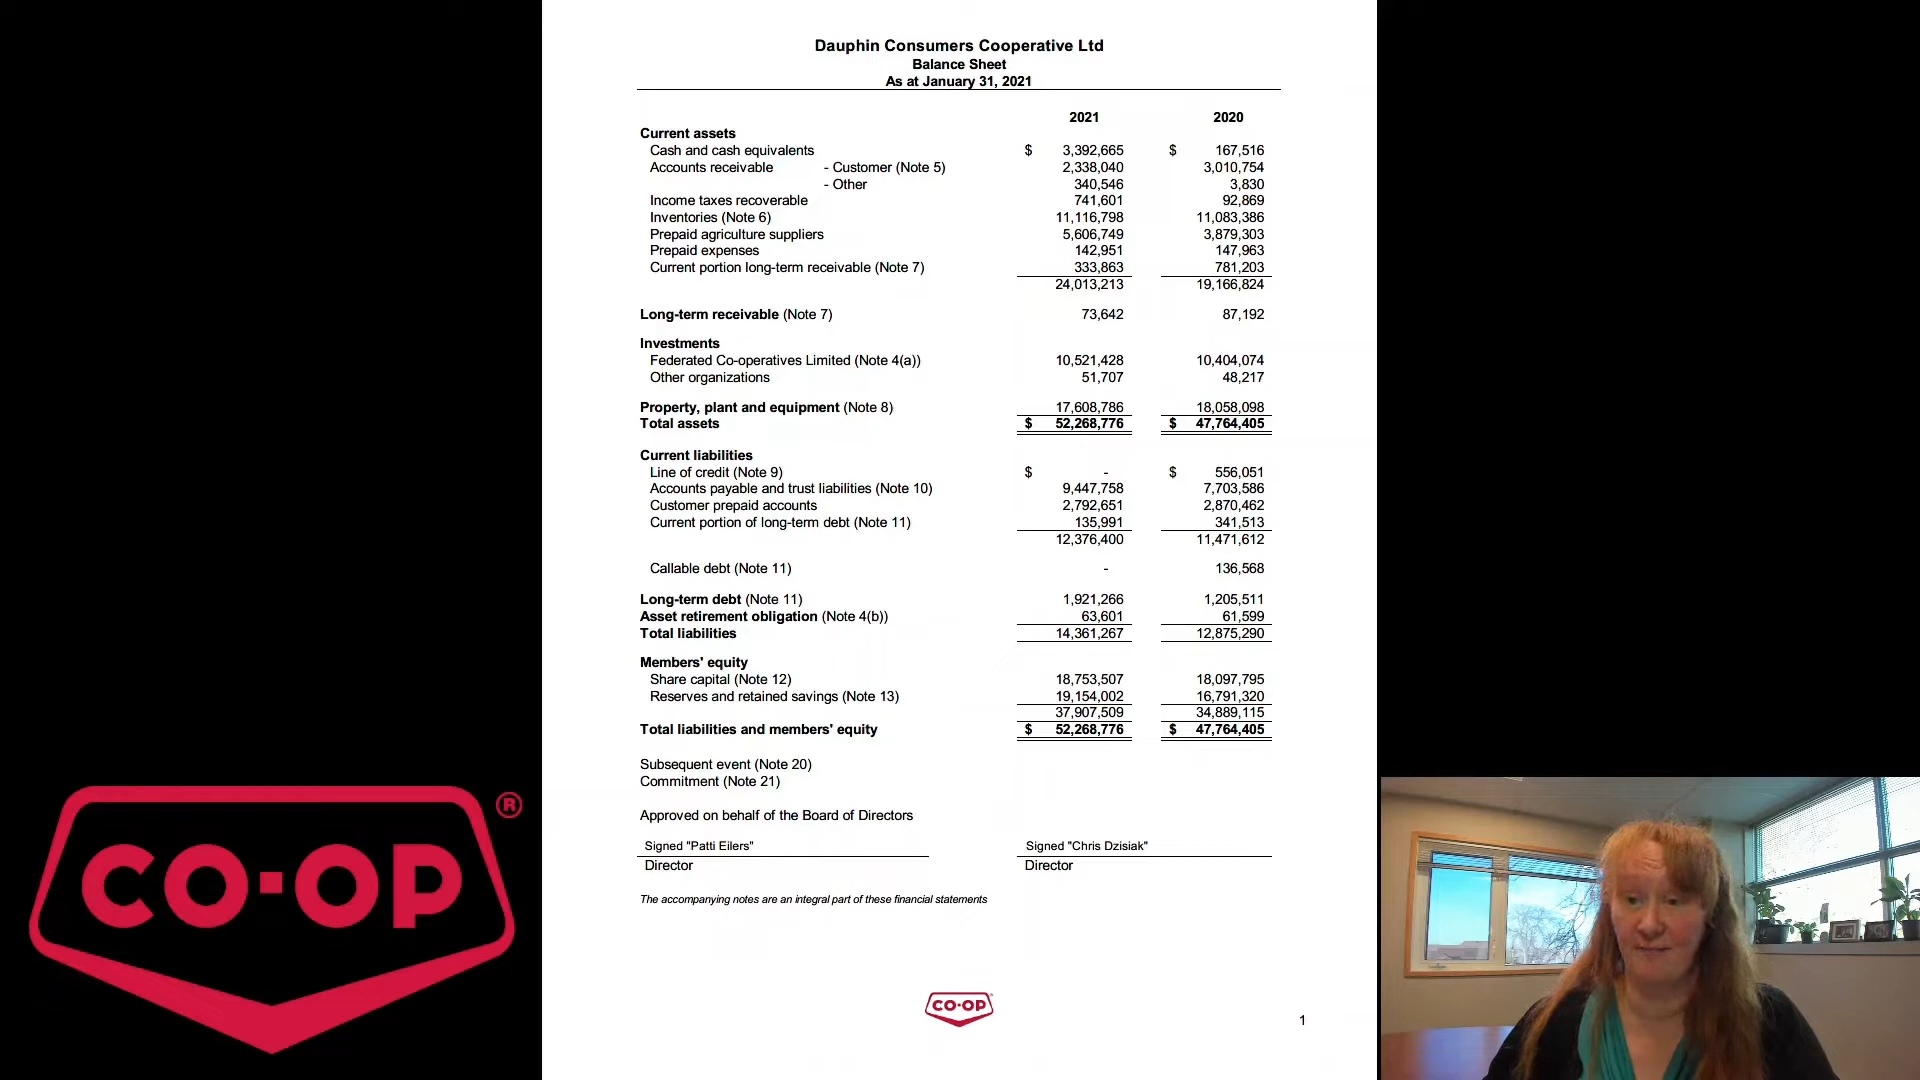 Dauphin Consumers Cooperative Ltd
Balance Sheet
As at January 31, 2021
2021 2020
Current assets
Cash and cash equivalents $ 3,392,665 $ 167,516
Accounts receivable - Customer (Note 5) 2,338,040 3,010,754
- Other 340,546 3,830
Income taxes recoverable 741,601 92,869
Inventories (Note 6) 11,116,798 11,083,386
Prepaid agriculture suppliers 5,606,749 3,879,303
Prepaid expenses 142,951 147,963
Current portion long-term receivable (Note 7) 333,863 781,203
24,013,213 19,166,824
Long-term receivable (Note 7) 73,642 87,192
Investments
Federated Co-operatives Limited (Note 4(a)) 10,521,428 10,404,074
Other organizations 51,707 48,217
Property, plant and equipment (Note 8) 17,608,786 18,058,098
Total assets $ 52,268,776 $ 47,764,405
Current liabilities
Line of credit (Note 9) $ - $ 556,051
Accounts payable and trust liabilities (Note 10) 9,447,758 7,703,586
Customer prepaid accounts 2,792,651 2,870,462
Current portion of long-term debt (Note 11) 135,991 341,513
12,376,400 11,471,612
Callable debt (Note 11) - 136,568
Long-term debt (Note 11) 1,921,266 1,205,511
Asset retirement obligation (Note 4(b)) 63,601 61,599
Total liabilities 14,361,267 12,875,290
Members' equity
Share capital (Note 12) 18,753,507 18,097,795
Reserves and retained savings (Note 13) 19,154,002 16,791,320
37,907,509 34,889,115
Total liabilities and members' equity $ 52,268,776 $ 47,764,405
Subsequent event (Note 20)
Commitment (Note 21)
Approved on behalf of the Board of Directors
Signed "Patti Eilers" Signed "Chris Dzisiak"
Director Director
The accompanying notes are an integral part of these financial statements
CO-OP
1
CO-OP ®